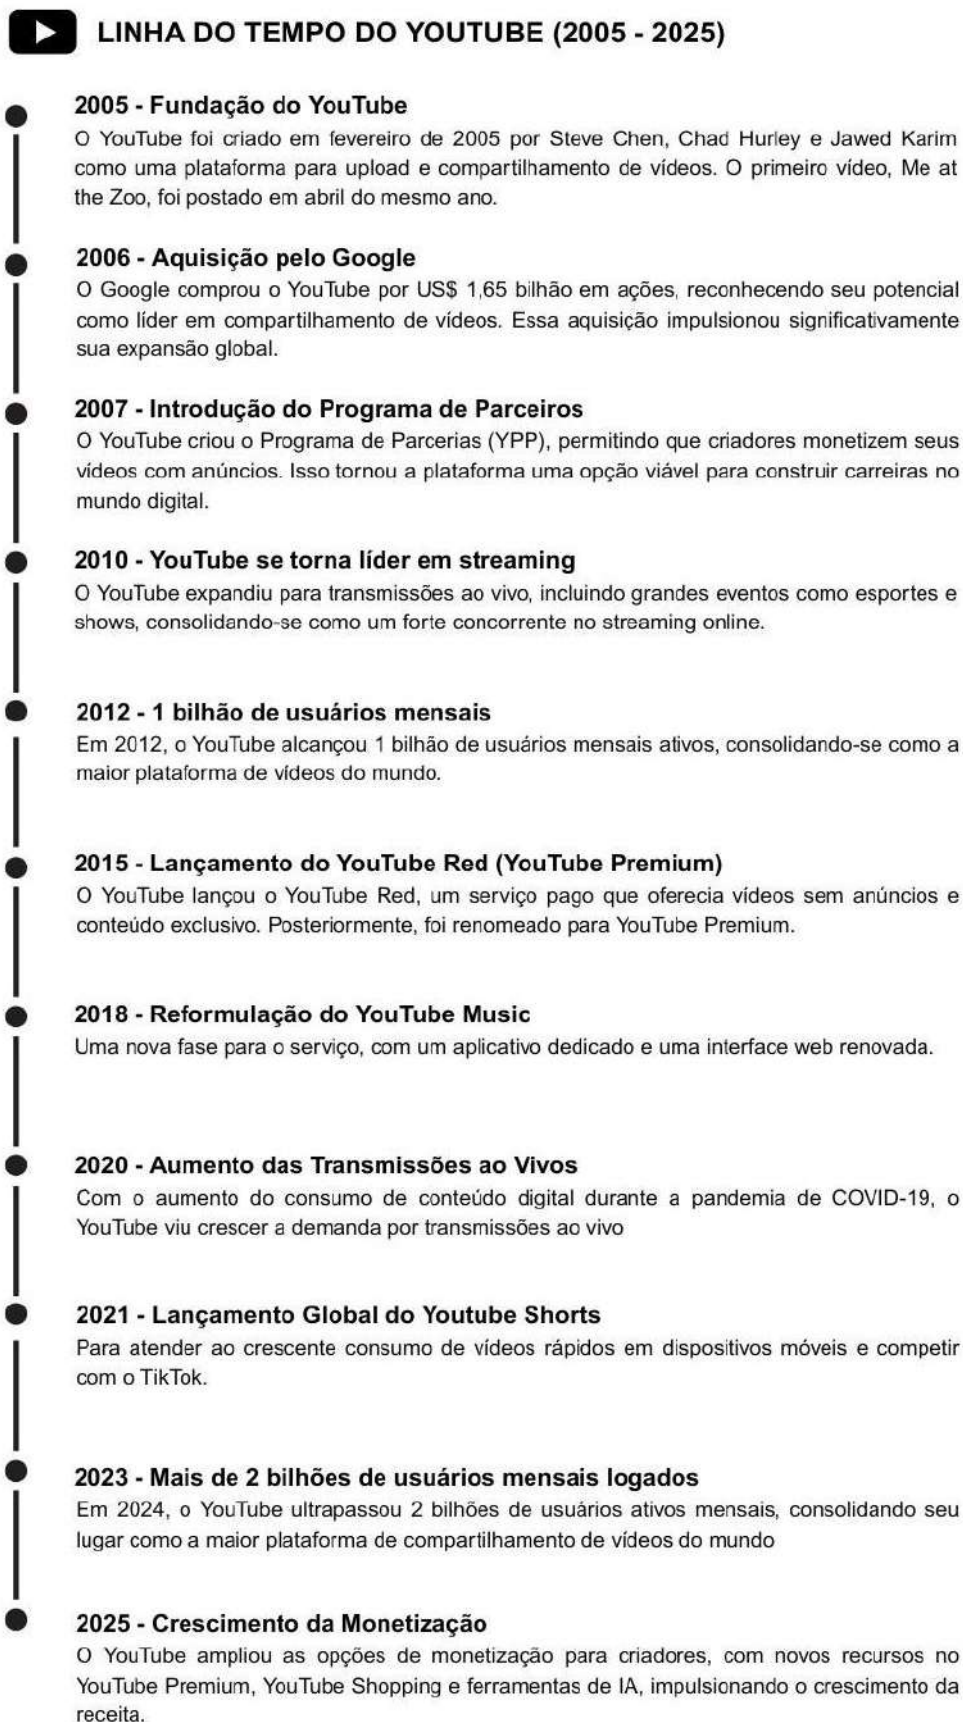 LINHA DO TEMPO DO YOUTUBE (2005 - 2025)
2005 - Fundação do YouTube
O YouTube foi criado em fevereiro de 2005 por Steve Chen, Chad Hurley e Jawed Karim
como uma plataforma para upload e compartilhamento de vídeos. O primeiro vídeo, Me at
the Zoo, foi postado em abril do mesmo ano.
2006 - Aquisição pelo Google
O Google comprou o YouTube por US$ 1,65 bilhão em ações, reconhecendo seu potencial
como líder em compartilhamento de vídeos. Essa aquisição impulsionou significativamente
sua expansão global.
2007 - Introdução do Programa de Parceiros
O YouTube criou o Programa de Parcerias (YPP), permitindo que criadores monetizem seus
vídeos com anúncios. Isso tornou a plataforma uma opção viável para construir carreiras no
mundo digital.
2010 - YouTube se torna líder em streaming
O YouTube expandiu para transmissões ao vivo, incluindo grandes eventos como esportes e
shows, consolidando-se como um forte concorrente no streaming online.
2012 - 1 bilhão de usuários mensais
Em 2012, o YouTube alcançou 1 bilhão de usuários mensais ativos, consolidando-se como a
maior plataforma de vídeos do mundo.
2015 - Lançamento do YouTube Red (YouTube Premium)
O YouTube lançou o YouTube Red, um serviço pago que oferecia vídeos sem anúncios e
conteúdo exclusivo. Posteriormente, foi renomeado para YouTube Premium.
2018 - Reformulação do YouTube Music
Uma nova fase para o serviço, com um aplicativo dedicado e uma interface web renovada.
2020 - Aumento das Transmissões ao Vivos
Com o aumento do consumo de conteúdo digital durante a pandemia de COVID-19, o
YouTube viu crescer a demanda por transmissões ao vivo
2021 - Lançamento Global do Youtube Shorts
Para atender ao crescente consumo de vídeos rápidos em dispositivos móveis e competir
com o TikTok.
2023 - Mais de 2 bilhões de usuários mensais logados
Em 2024, o YouTube ultrapassou 2 bilhões de usuários ativos mensais, consolidando seu
lugar como a maior plataforma de compartilhamento de vídeos do mundo
2025 - Crescimento da Monetização
O YouTube ampliou as opções de monetização para criadores, com novos recursos no
YouTube Premium, YouTube Shopping e ferramentas de IA, impulsionando o crescimento da
receita.